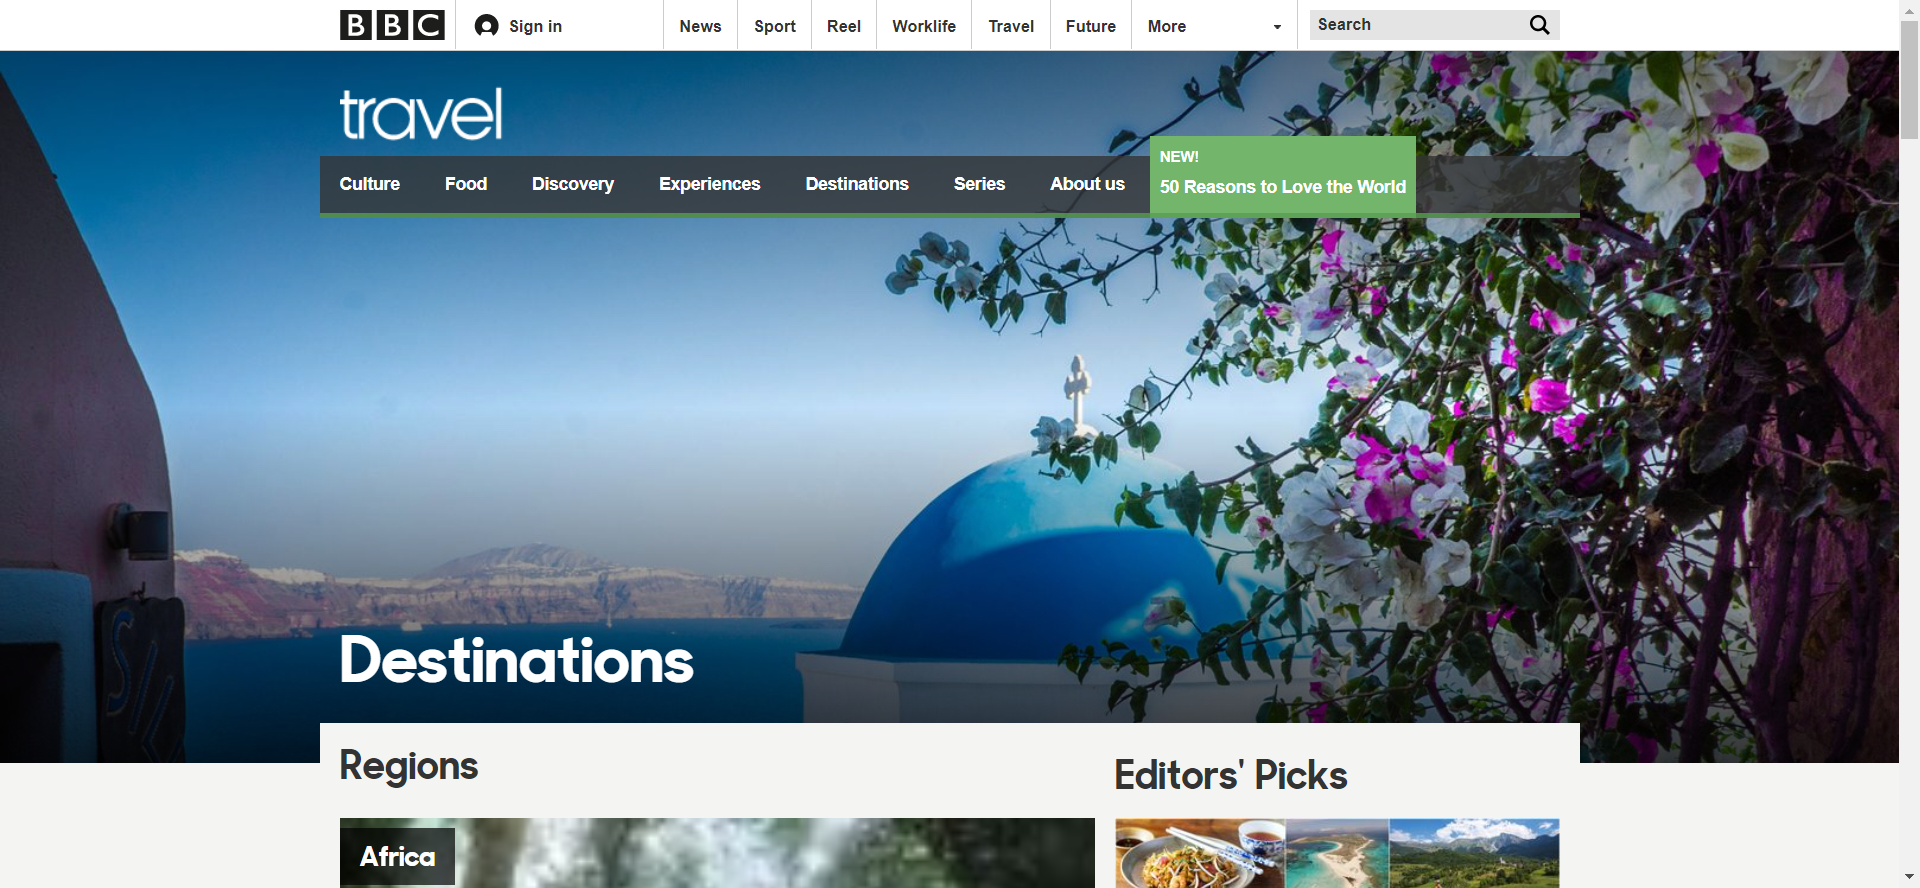 BBC
Sign in
News
Sport
Reel
Worklife
Travel
Future
More
Search
travel
Culture
Food
Discovery
Experiences
Destinations
Series
About us
NEW!
50 Reasons to Love the World
Destinations
Regions
Editors' Picks
Africa